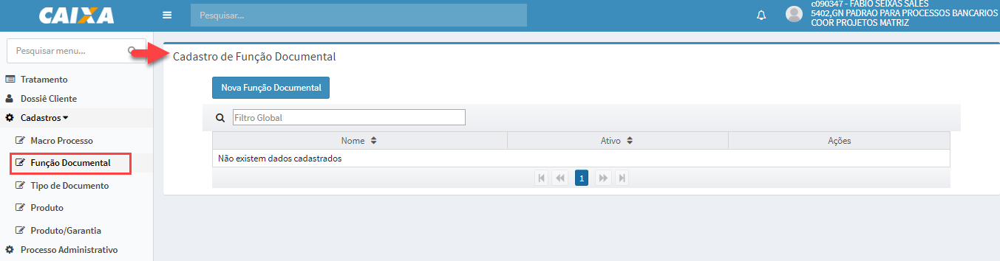 CAIXA
Pesquisar...
c090347 - FABIO SEIXAS SALES
5402,GN PADRAO PARA PROCESSOS BANCARIOS
COOR PROJETOS MATRIZ
Pesquisar menu...
Tratamento
Dossiê Cliente
Cadastros
Macro Processo
Função Documental
Tipo de Documento
Produto
Produto/Garantia
Processo Administrativo
Cadastro de Função Documental
Nova Função Documental
Filtro Global
Nome Ativo Ações
Não existem dados cadastrados
1